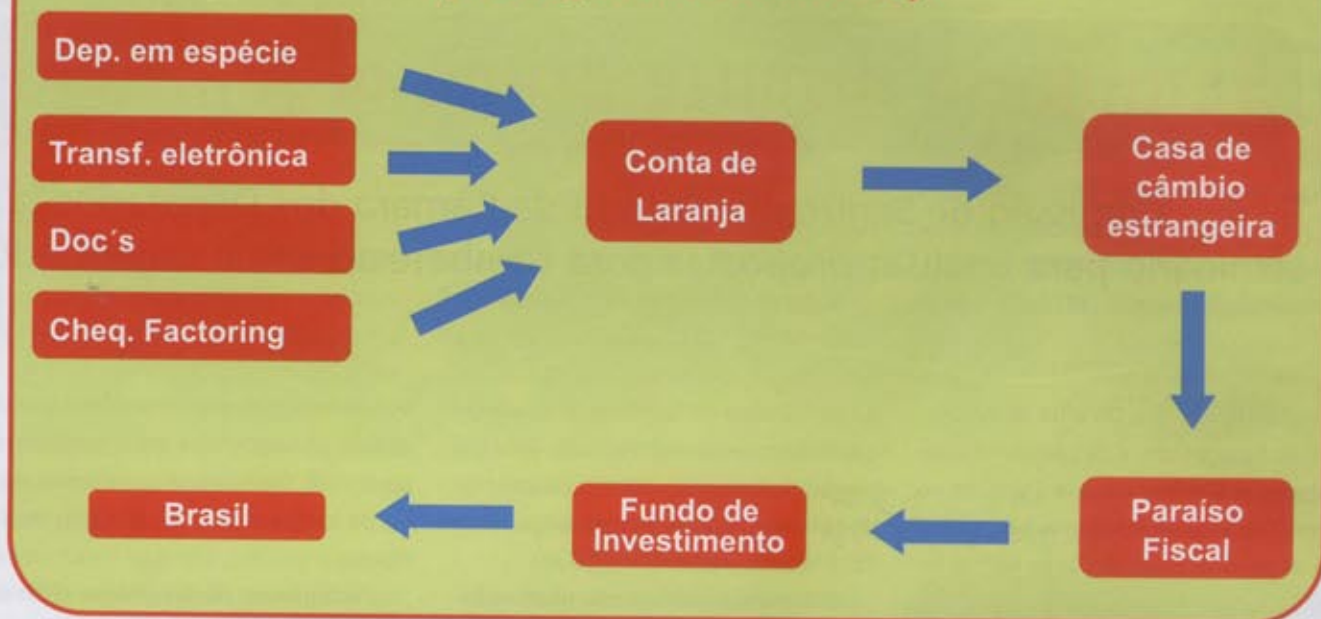 Dep. em espécie
Transf. eletrônica
Doc´s
Cheq. Factoring
Conta de
Laranja
Casa de
câmbio
estrangeira
Paraíso
Fiscal
Fundo de
Investimento
Brasil